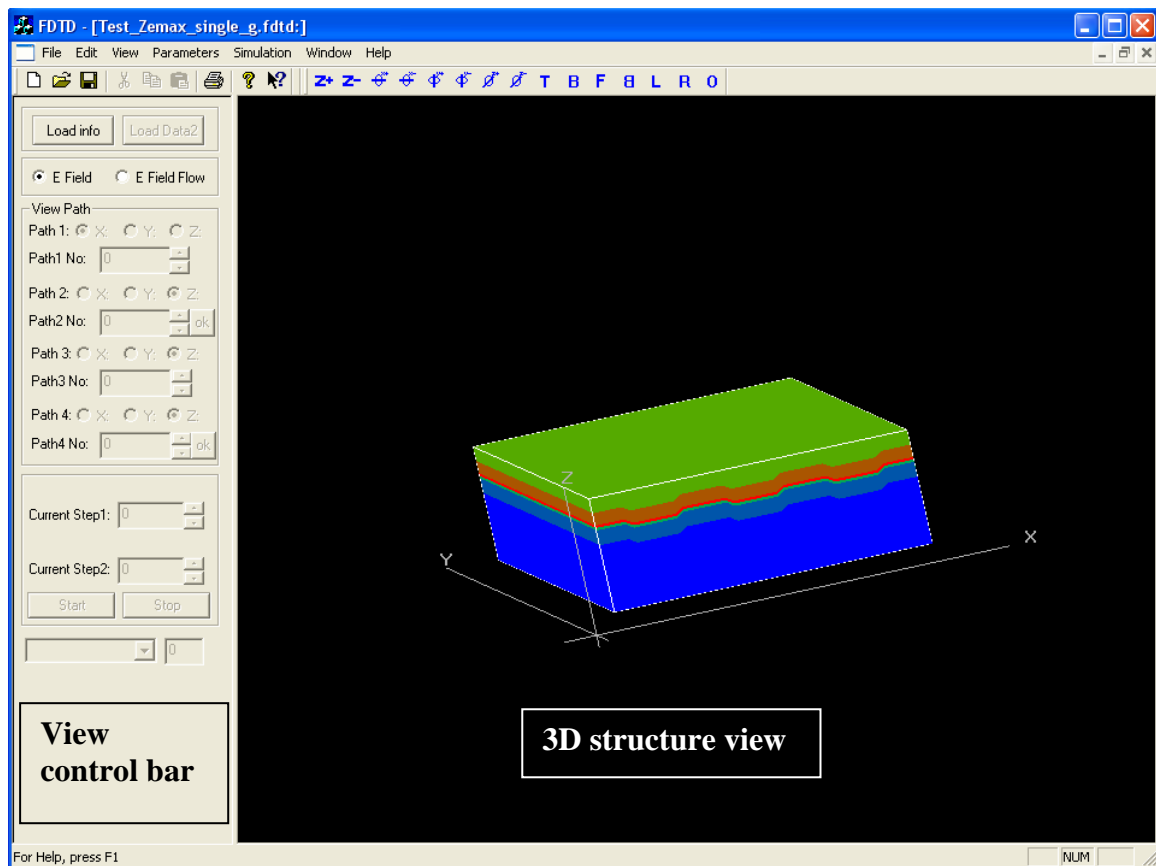 FDTD - [Test_Zemax_single_g.fdtd:]
File Edit View Parameters Simulation Window Help
Z+ Z- T B F B L R O
Load info Load Data2
E Field E Field Flow
View Path
Path 1: X: Y: Z:
Path1 No: 0
Path 2: X: Y: Z:
Path2 No: 0 ok
Path 3: X: Y: Z:
Path3 No: 0
Path 4: X: Y: Z:
Path4 No: 0 ok
Current Step1: 0
Current Step2: 0
Start Stop
0
View
control bar
Z
Y
X
3D structure view
For Help, press F1
NUM